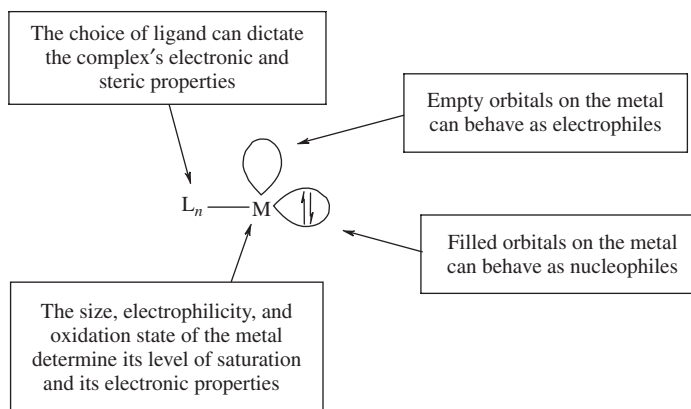 The choice of ligand can dictate
the complex′s electronic and
steric properties
Empty orbitals on the metal
can behave as electrophiles
Lₙ — M
Filled orbitals on the metal
can behave as nucleophiles
The size, electrophilicity, and
oxidation state of the metal
determine its level of saturation
and its electronic properties